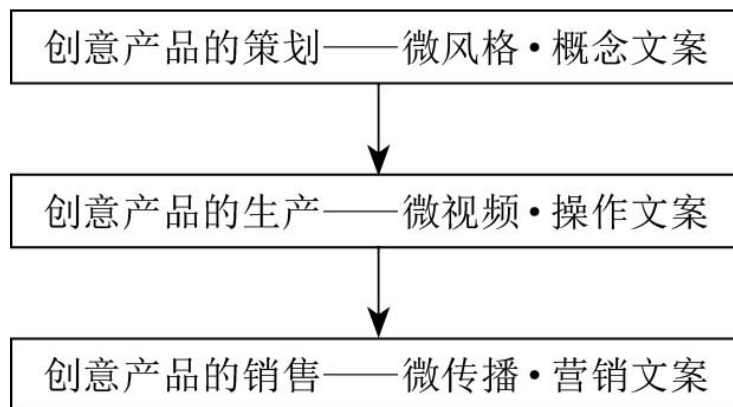 创意产品的策划——微风格•概念文案
创意产品的生产——微视频•操作文案
创意产品的销售——微传播•营销文案